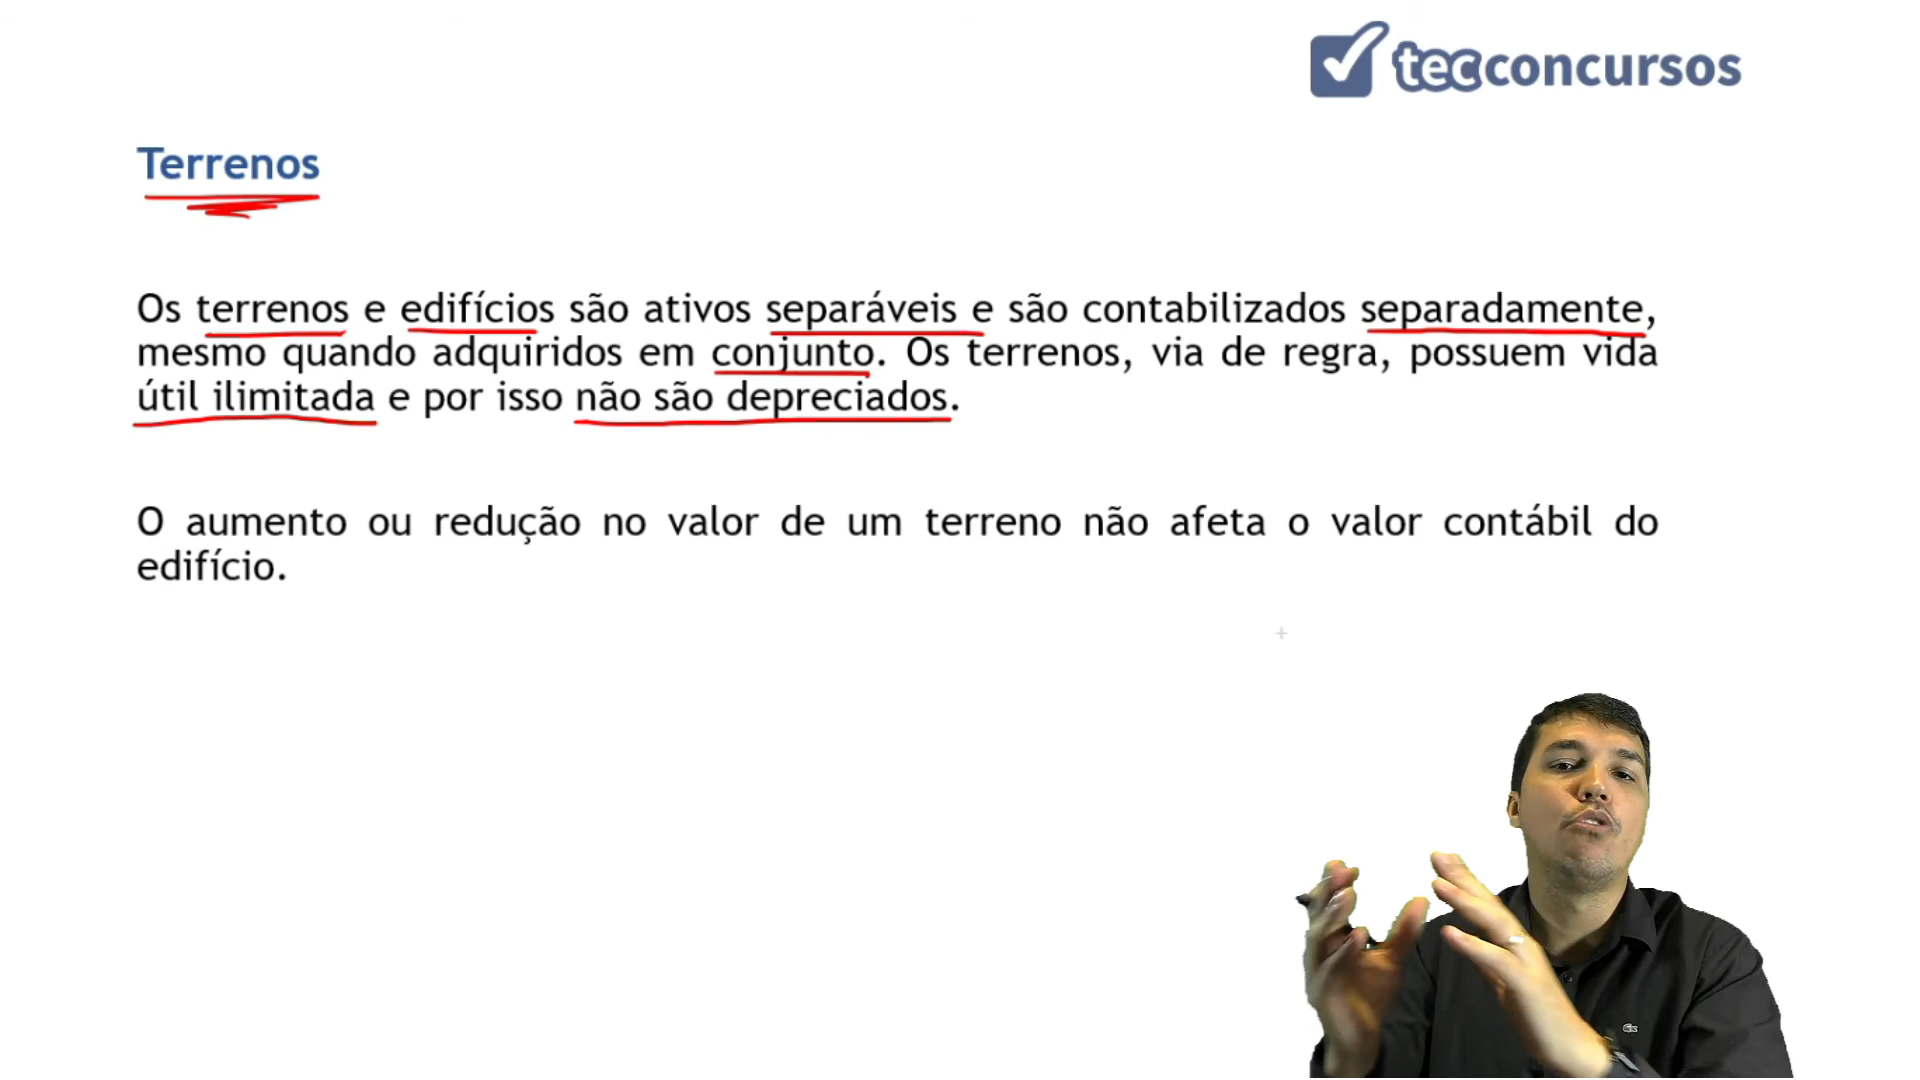 tecconcursos
Terrenos
Os terrenos e edifícios são ativos separáveis e são contabilizados separadamente,
mesmo quando adquiridos em conjunto. Os terrenos, via de regra, possuem vida
útil ilimitada e por isso não são depreciados.
O aumento ou redução no valor de um terreno não afeta o valor contábil do
edifício.